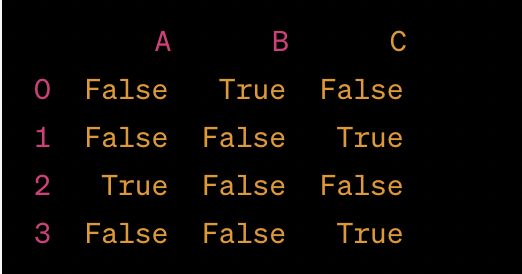 A B C
0 False True False
1 False False True
2 True False False
3 False False True